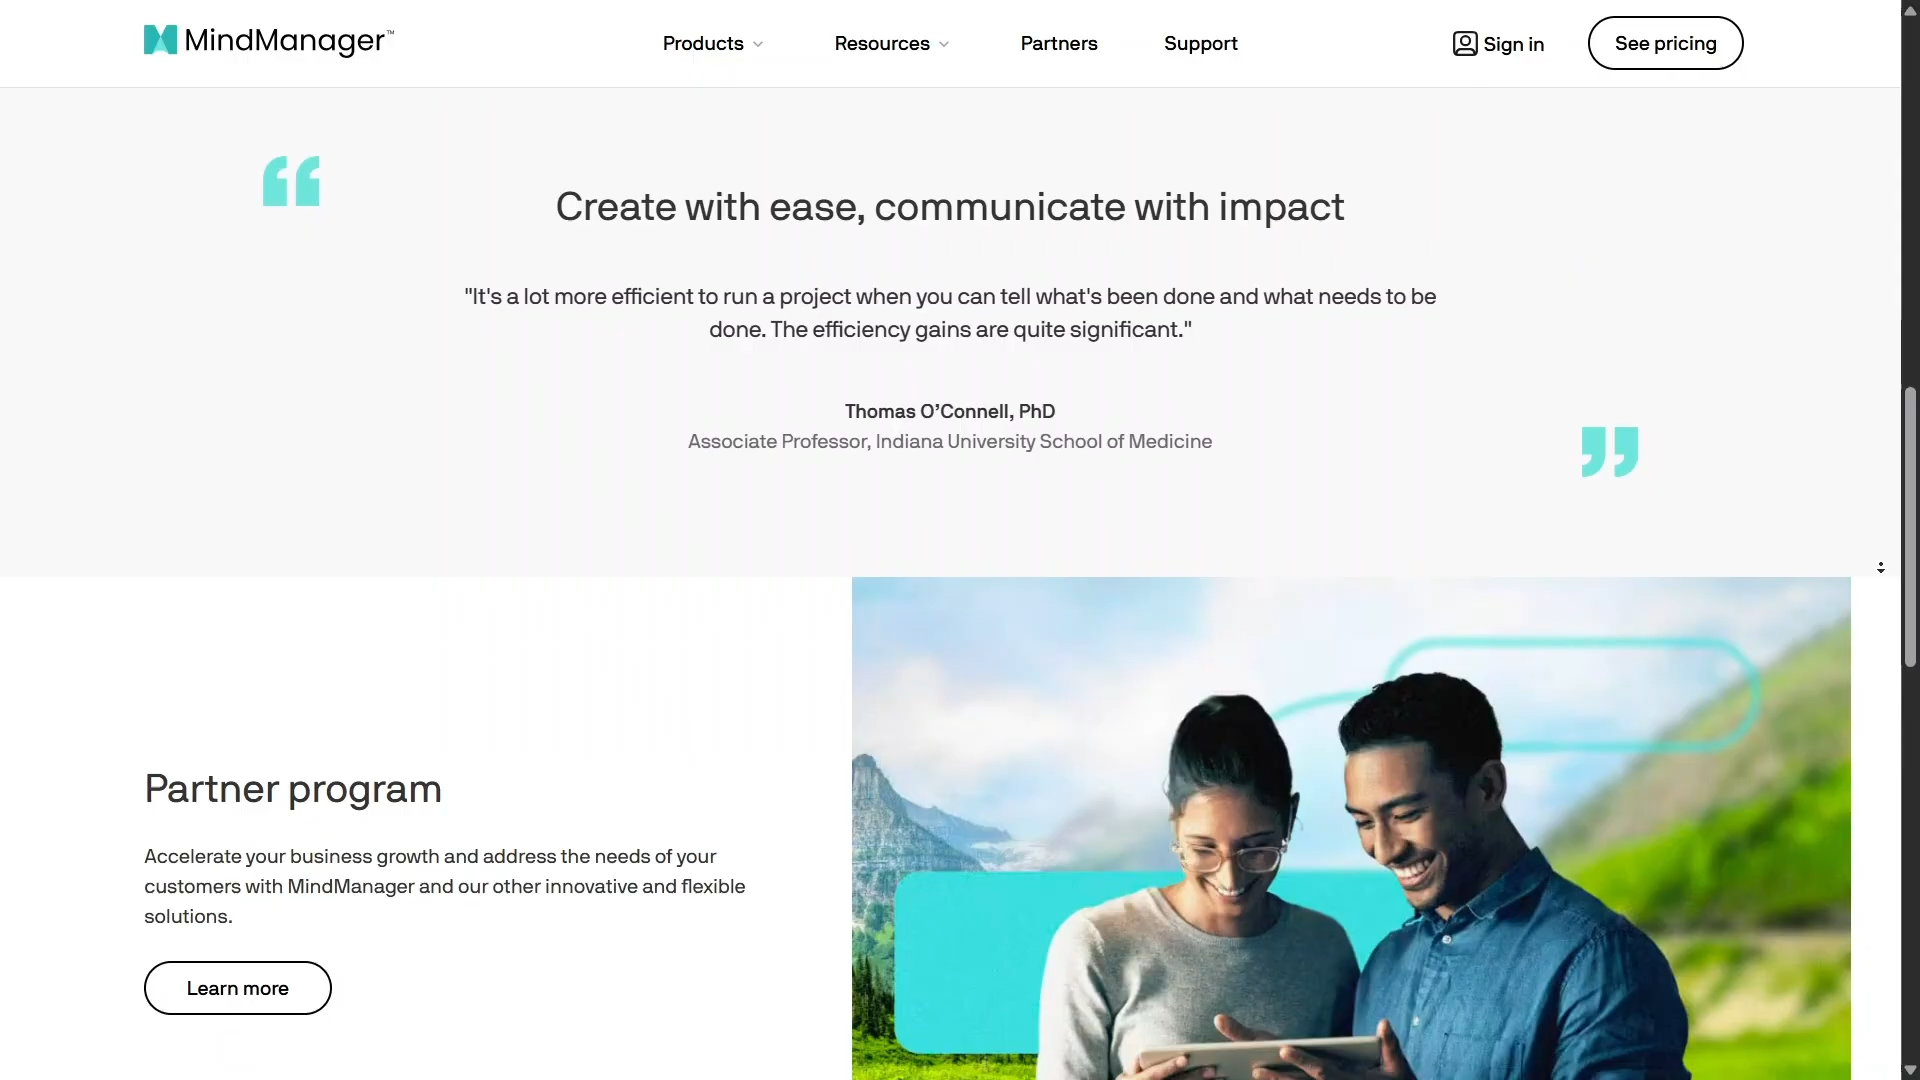 MindManager™
Products
Resources
Partners
Support
Sign in
See pricing
Create with ease, communicate with impact
"It's a lot more efficient to run a project when you can tell what's been done and what needs to be
done. The efficiency gains are quite significant."
Thomas O’Connell, PhD
Associate Professor, Indiana University School of Medicine
Partner program
Accelerate your business growth and address the needs of your
customers with MindManager and our other innovative and flexible
solutions.
Learn more